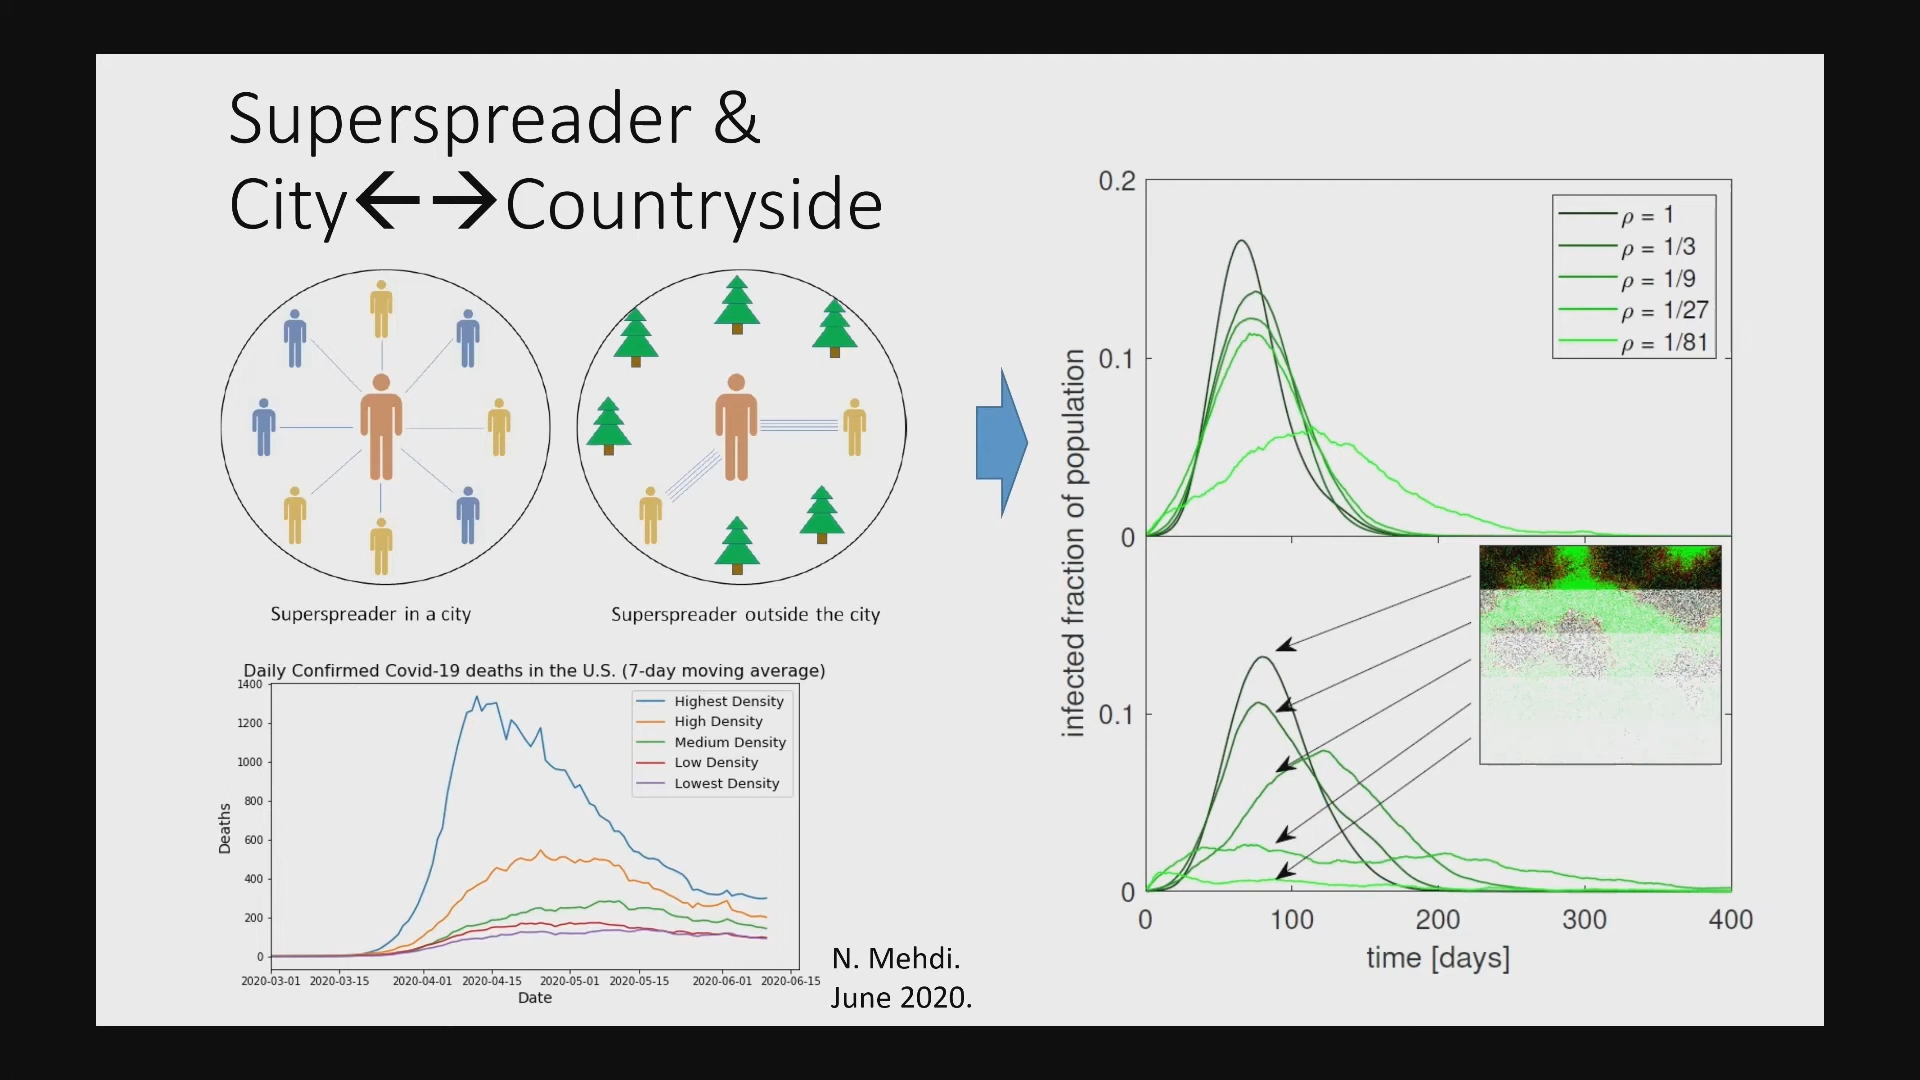 Superspreader &
City←→Countryside
Superspreader in a city
Superspreader outside the city
Daily Confirmed Covid-19 deaths in the U.S. (7-day moving average)
1400
1200
1000
800
600
400
200
0
Deaths
Highest Density
High Density
Medium Density
Low Density
Lowest Density
2020-03-01 2020-03-15 2020-04-01 2020-04-15 2020-05-01 2020-05-15 2020-06-01 2020-06-15
Date
N. Mehdi.
June 2020.
infected fraction of population
0.2
0.1
0
0.1
0
ρ = 1
ρ = 1/3
ρ = 1/9
ρ = 1/27
ρ = 1/81
0 100 200 300 400
time [days]